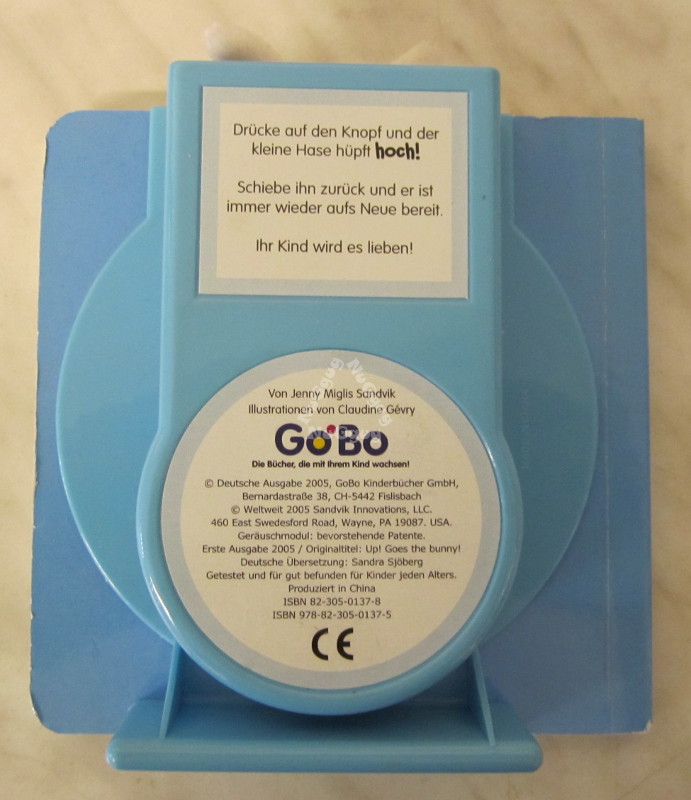 Drücke auf den Knopf und der
kleine Hase hüpft hoch!
Schiebe ihn zurück und er ist
immer wieder aufs Neue bereit.
Ihr Kind wird es lieben!
Von Jenny Miglis Sandvik
Illustrationen von Claudine Gévry
GoBo
Die Bücher, die mit Ihrem Kind wachsen!
© Deutsche Ausgabe 2005, GoBo Kinderbücher GmbH,
Bernardastraße 38, CH-5442 Fislisbach
© Weltweit 2005 Sandvik Innovations, LLC.
460 East Swedesford Road, Wayne, PA 19087. USA.
Geräuschmodul: bevorstehende Patente.
Erste Ausgabe 2005 / Originaltitel: Up! Goes the bunny!
Deutsche Übersetzung: Sandra Sjöberg
Getestet und für gut befunden für Kinder jeden Alters.
Produziert in China
ISBN 82-305-0137-8
ISBN 978-82-305-0137-5
CE